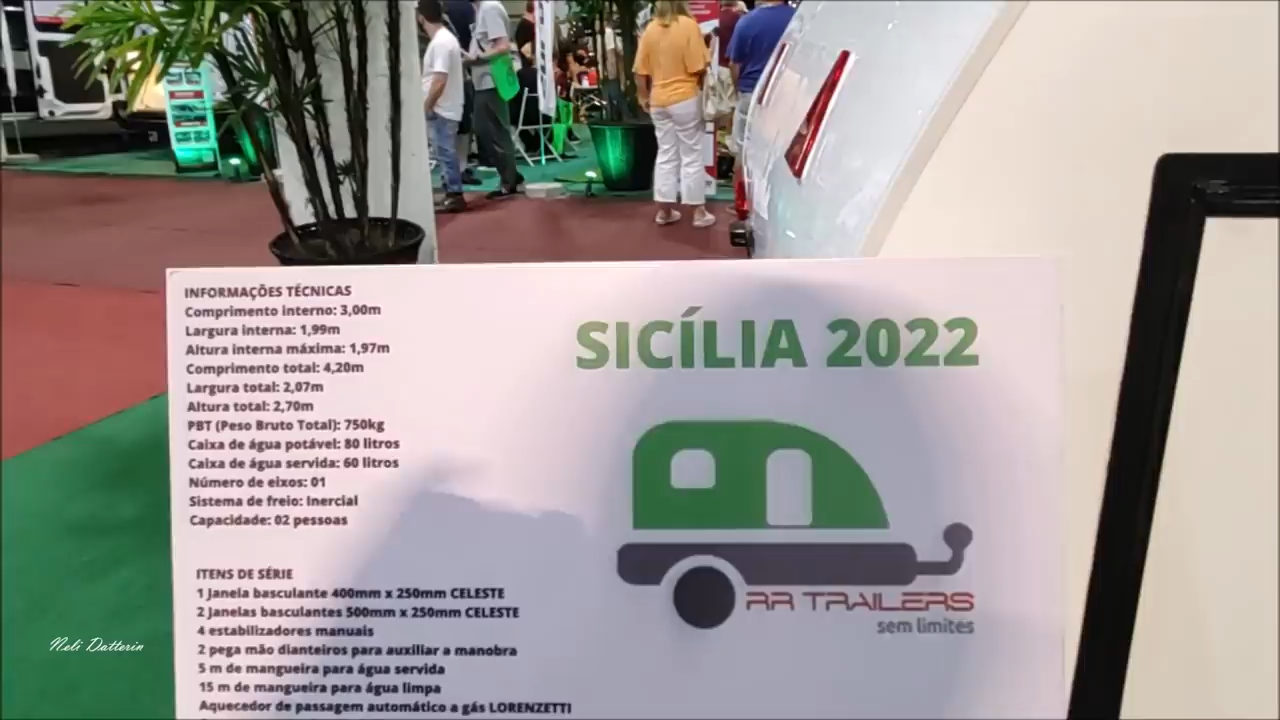 INFORMAÇÕES TÉCNICAS
Comprimento interno: 3,00m
Largura interna: 1,99m
Altura interna máxima: 1,97m
Comprimento total: 4,20m
Largura total: 2,07m
Altura total: 2,70m
PBT (Peso Bruto Total): 750kg
Caixa de água potável: 80 litros
Caixa de água servida: 60 litros
Número de eixos: 01
Sistema de freio: Inercial
Capacidade: 02 pessoas
ITENS DE SÉRIE
1 Janela basculante 400mm x 250mm CELESTE
2 Janelas basculantes 500mm x 250mm CELESTE
4 estabilizadores manuais
2 pega mão dianteiros para auxiliar a manobra
5 m de mangueira para água servida
15 m de mangueira para água limpa
Aquecedor de passagem automático a gás LORENZETTI
SICÍLIA 2022
RR TRAILERS
sem limites
Neli Datterin